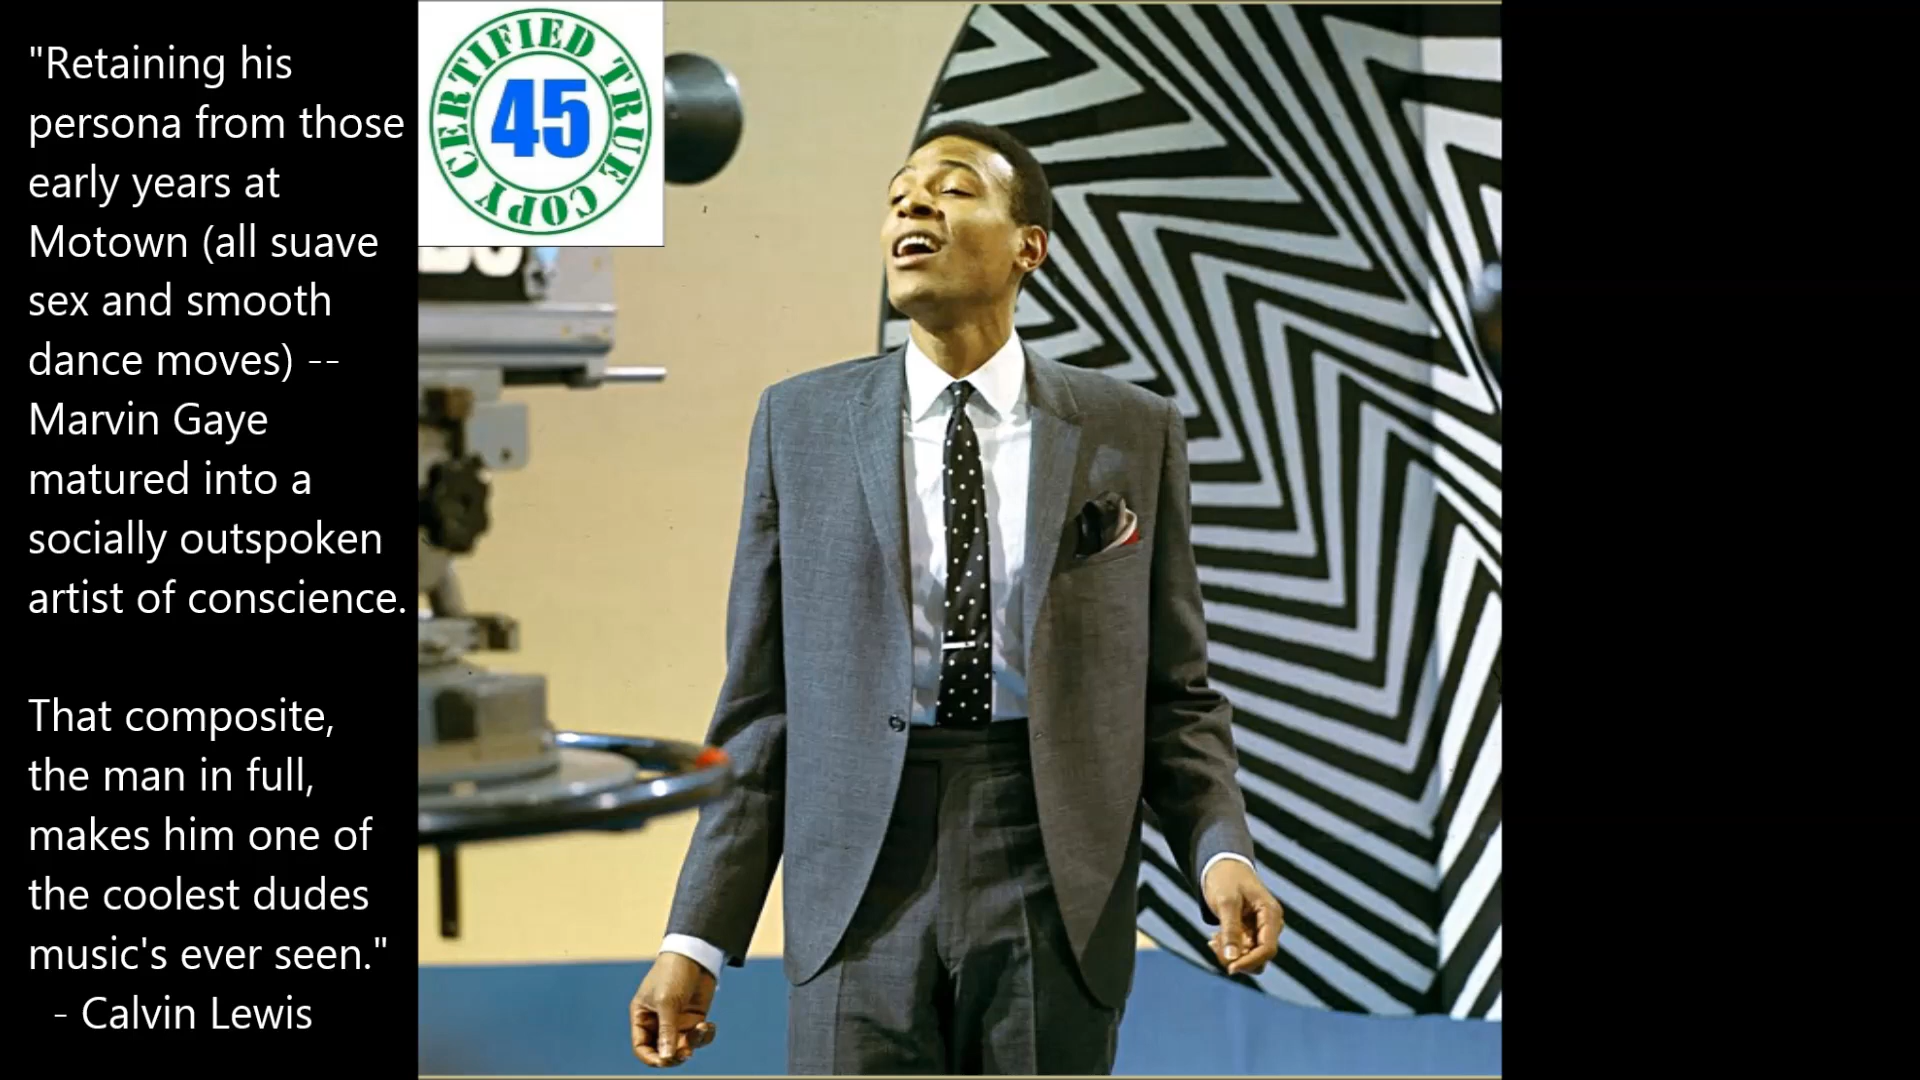 "Retaining his
persona from those
early years at
Motown (all suave
sex and smooth
dance moves) --
Marvin Gaye
matured into a
socially outspoken
artist of conscience.
That composite,
the man in full,
makes him one of
the coolest dudes
music's ever seen."
- Calvin Lewis
CERTIFIED TRUE COPY
45